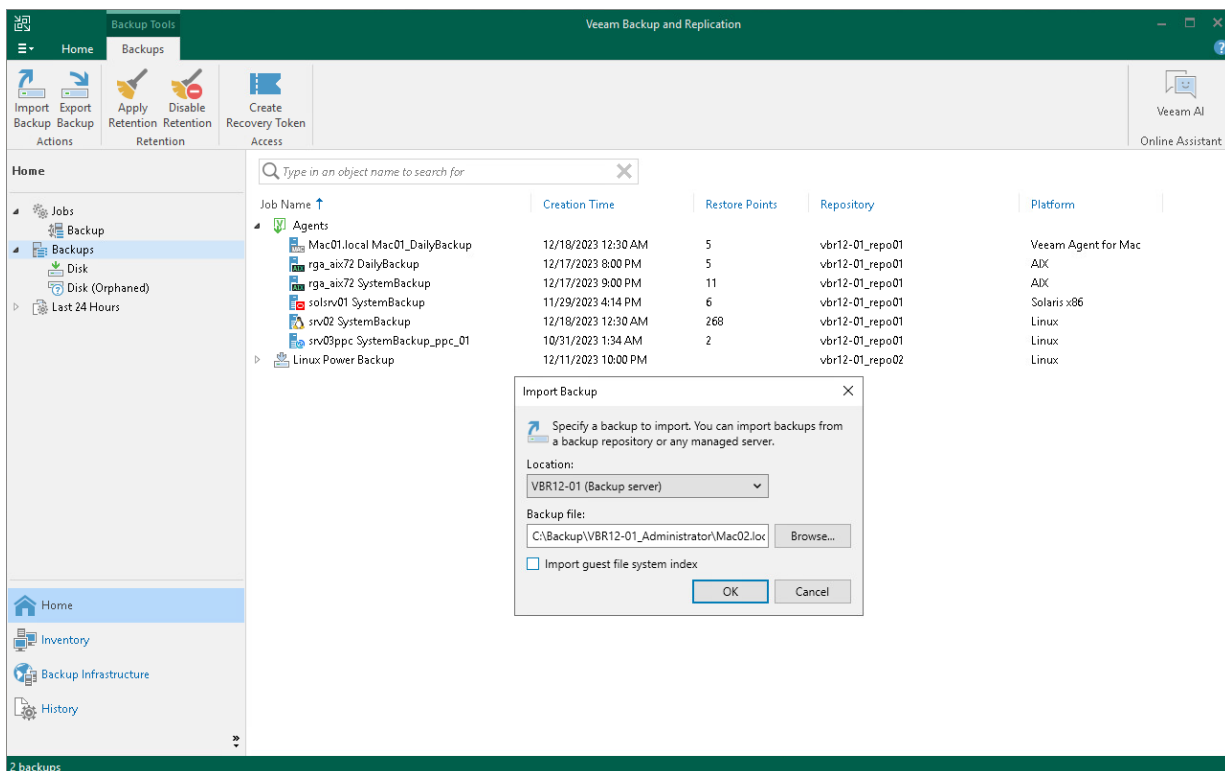 Backup Tools
Veeam Backup and Replication
Home Backups
Import Backup
Export Backup
Apply Retention
Disable Retention
Create Recovery Token
Veeam AI
Actions
Retention
Access
Online Assistant
Home
Jobs
Backup
Backups
Disk
Disk (Orphaned)
Last 24 Hours
Type in an object name to search for
Job Name Creation Time Restore Points Repository Platform
Agents
Mac01.local Mac01_DailyBackup 12/18/2023 12:30 AM 5 vbr12-01_repo01 Veeam Agent for Mac
rga_aix72 DailyBackup 12/17/2023 8:00 PM 5 vbr12-01_repo01 AIX
rga_aix72 SystemBackup 12/17/2023 9:00 PM 11 vbr12-01_repo01 AIX
solsrv01 SystemBackup 11/29/2023 4:14 PM 6 vbr12-01_repo01 Solaris x86
srv02 SystemBackup 12/18/2023 12:30 AM 268 vbr12-01_repo01 Linux
srv03ppc SystemBackup_ppc_01 10/31/2023 1:34 AM 2 vbr12-01_repo01 Linux
Linux Power Backup 12/11/2023 10:00 PM vbr12-01_repo02 Linux
Import Backup
Specify a backup to import. You can import backups from
a backup repository or any managed server.
Location:
VBR12-01 (Backup server)
Backup file:
C:\Backup\VBR12-01_Administrator\Mac02.loc Browse...
Import guest file system index
OK Cancel
Home
Inventory
Backup Infrastructure
History
2 backups